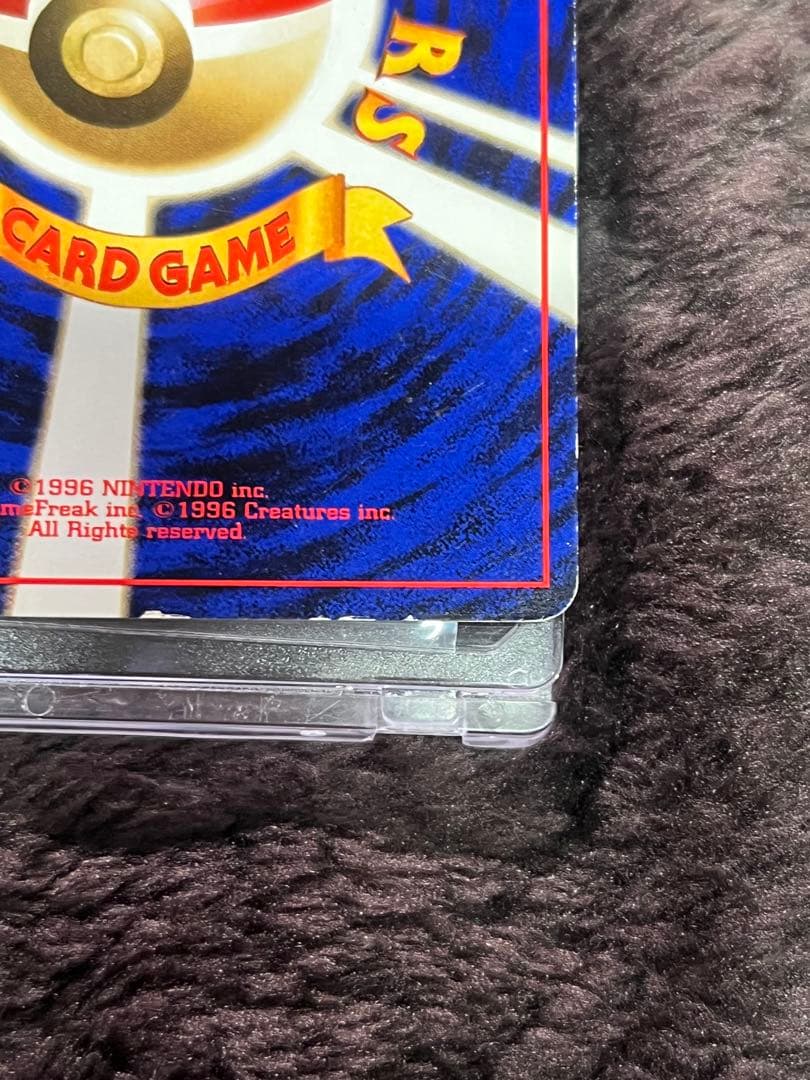 RS
CARD GAME
©1996 NINTENDO inc.
meFreak inc. ©1996 Creatures inc.
All Rights reserved.